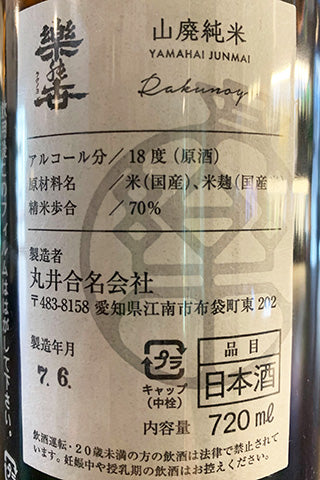 樂の世
山廃純米
YAMAHAI JUNMAI
Rakunoy
アルコール分／18度（原酒）
原材料名／米（国産）、米麹（国産
精米歩合／70%
製造者
丸井合名会社
〒483-8158 愛知県江南市布袋町東 202
製造年月
7.6.
プラ
キャップ
（中栓）
品目
日本酒
内容量 720㎖
飲酒運転・20歳未満の方の飲酒は法律で禁止されて
います。妊娠中や授乳期の飲酒はお控えください。